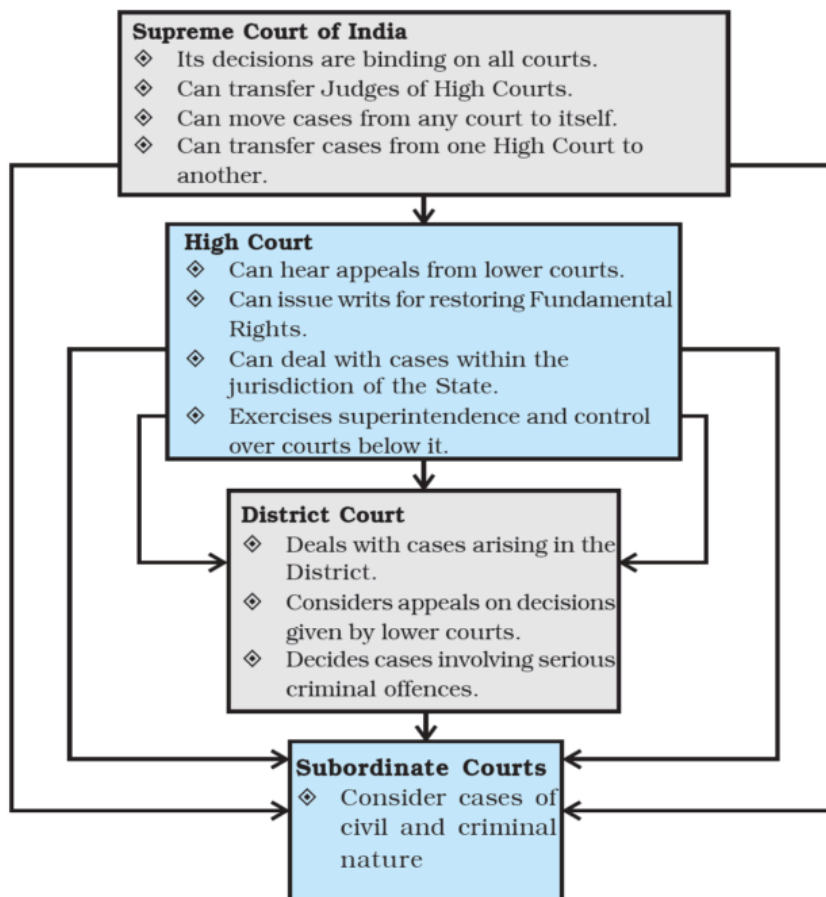 Supreme Court of India
◈ Its decisions are binding on all courts.
◈ Can transfer Judges of High Courts.
◈ Can move cases from any court to itself.
◈ Can transfer cases from one High Court to
another.
High Court
◈ Can hear appeals from lower courts.
◈ Can issue writs for restoring Fundamental
Rights.
◈ Can deal with cases within the
jurisdiction of the State.
◈ Exercises superintendence and control
over courts below it.
District Court
◈ Deals with cases arising in the
District.
◈ Considers appeals on decisions
given by lower courts.
◈ Decides cases involving serious
criminal offences.
Subordinate Courts
◈ Consider cases of
civil and criminal
nature